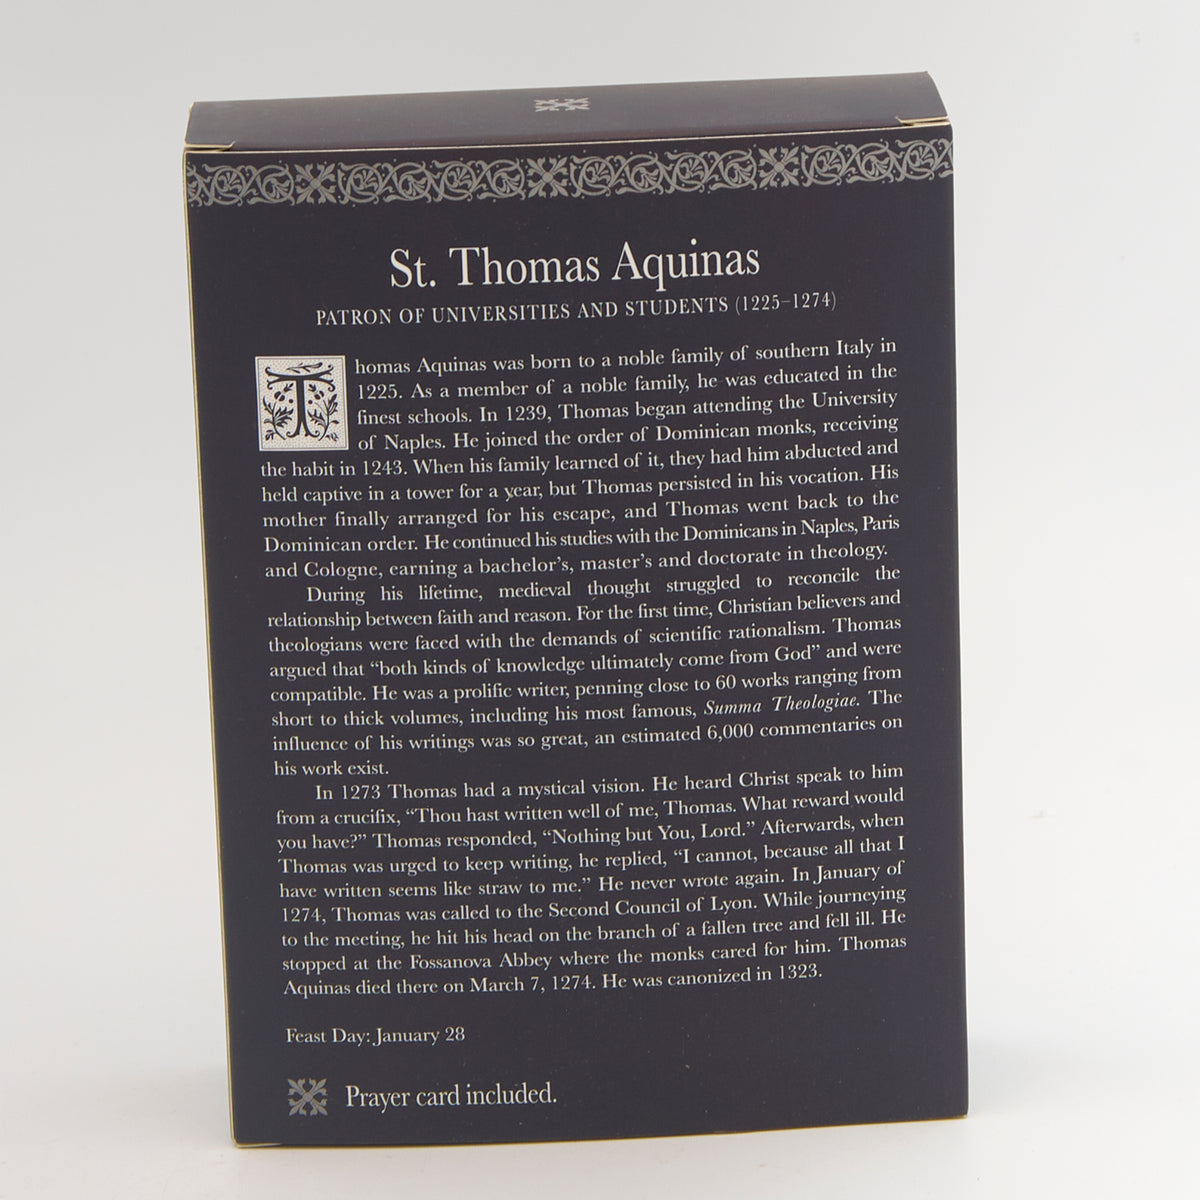 St. Thomas Aquinas
PATRON OF UNIVERSITIES AND STUDENTS (1225–1274)
Thomas Aquinas was born to a noble family of southern Italy in
1225. As a member of a noble family, he was educated in the
finest schools. In 1239, Thomas began attending the University
of Naples. He joined the order of Dominican monks, receiving
the habit in 1243. When his family learned of it, they had him abducted and
held captive in a tower for a year, but Thomas persisted in his vocation. His
mother finally arranged for his escape, and Thomas went back to the
Dominican order. He continued his studies with the Dominicans in Naples, Paris
and Cologne, earning a bachelor's, master's and doctorate in theology.
During his lifetime, medieval thought struggled to reconcile the
relationship between faith and reason. For the first time, Christian believers and
theologians were faced with the demands of scientific rationalism. Thomas
argued that “both kinds of knowledge ultimately come from God” and were
compatible. He was a prolific writer, penning close to 60 works ranging from
short to thick volumes, including his most famous, Summa Theologiae. The
influence of his writings was so great, an estimated 6,000 commentaries on
his work exist.
In 1273 Thomas had a mystical vision. He heard Christ speak to him
from a crucifix, “Thou hast written well of me, Thomas. What reward would
you have?” Thomas responded, “Nothing but You, Lord.” Afterwards, when
Thomas was urged to keep writing, he replied, “I cannot, because all that I
have written seems like straw to me.” He never wrote again. In January of
1274, Thomas was called to the Second Council of Lyon. While journeying
to the meeting, he hit his head on the branch of a fallen tree and fell ill. He
stopped at the Fossanova Abbey where the monks cared for him. Thomas
Aquinas died there on March 7, 1274. He was canonized in 1323.
Feast Day: January 28
Prayer card included.